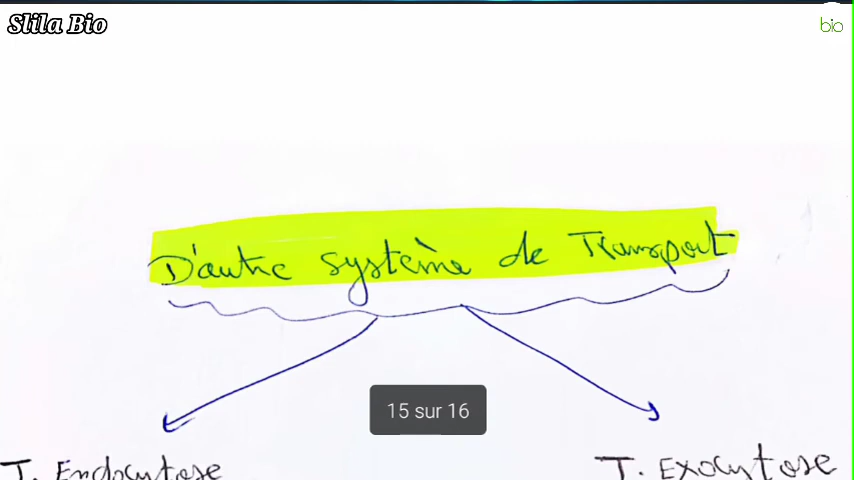 Slila Bio
bio
D'autre système de Transport
15 sur 16
T. Endocytose
T. Exocytose